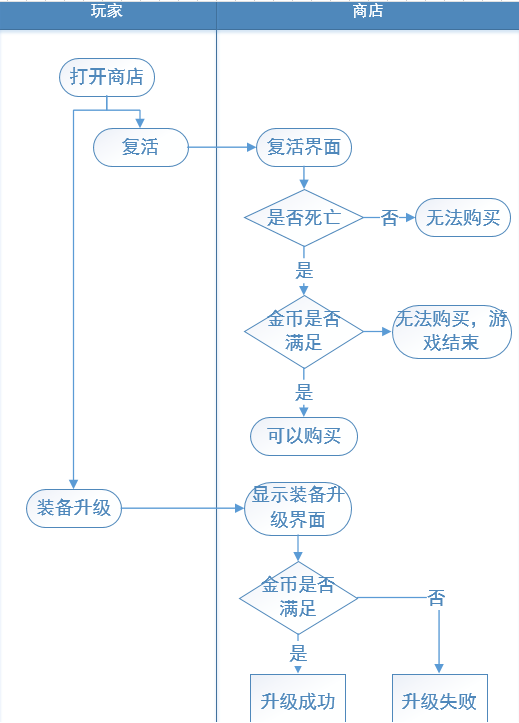 玩家
商店
打开商店
复活
复活界面
是否死亡
否
无法购买
是
金币是否
满足
无法购买，游
戏结束
是
可以购买
装备升级
显示装备升
级界面
金币是否
满足
否
是
升级成功
升级失败